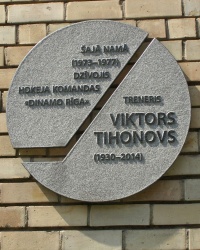 ŠAJĀ NAMĀ
(1973–1977)
DZĪVOJIS
HOKEJA KOMANDAS
«DINAMO RĪGA»
TRENERIS
VIKTORS
TIHONOVS
(1930–2014)